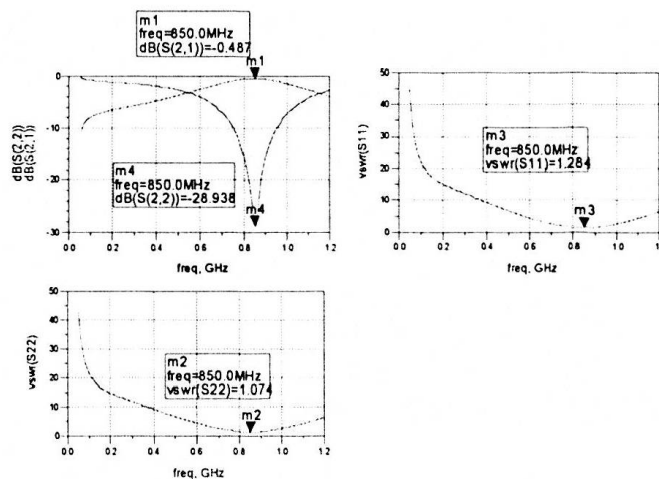 m1
freq=850.0MHz
dB(S(2,1))=-0.487
m1
0
-10
-20
-30
dB(S(2,2))
dB(S(2,1))
m4
freq=850.0MHz
dB(S(2,2))=-28.938
m4
0.0 0.2 0.4 0.6 0.8 1.0 1.2
freq, GHz
50
40
30
20
10
0
vswr(S11)
m3
freq=850.0MHz
vswr(S11)=1.284
m3
0.0 0.2 0.4 0.6 0.8 1.0 1.2
freq, GHz
50
40
30
20
10
0
vswr(S22)
m2
freq=850.0MHz
vswr(S22)=1.074
m2
0.0 0.2 0.4 0.6 0.8 1.0 1.2
freq, GHz